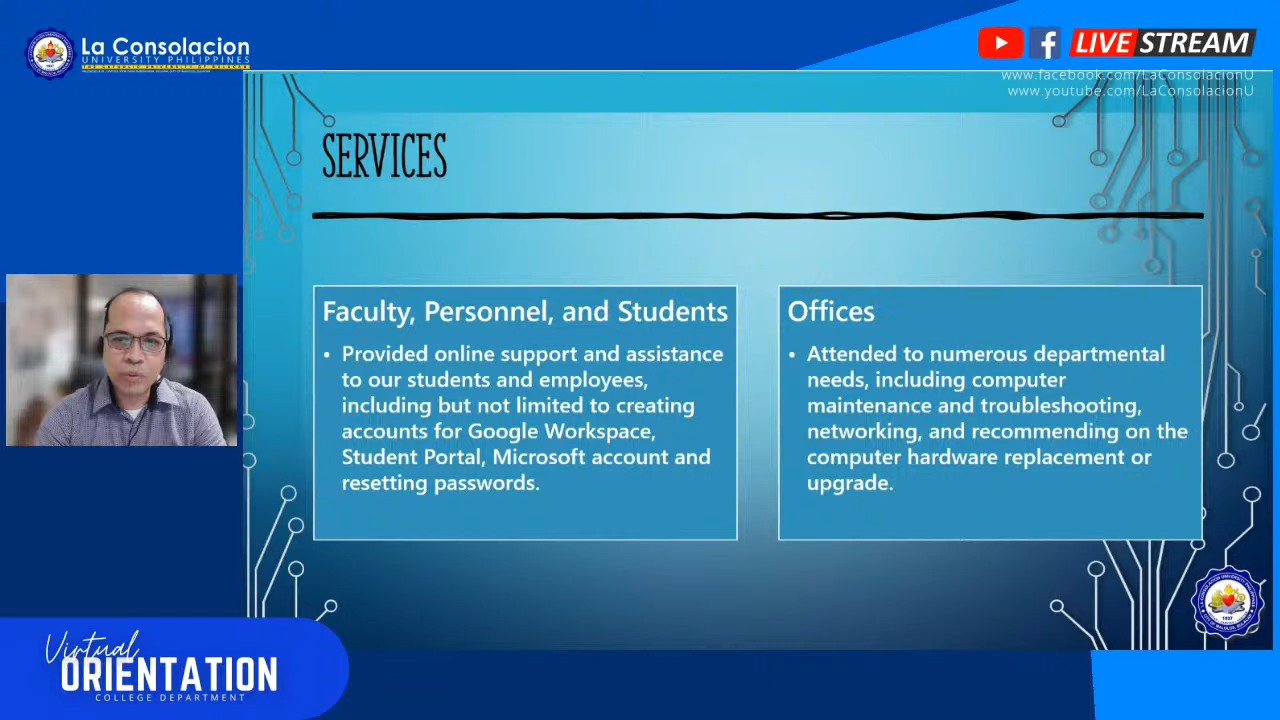 La Consolacion
UNIVERSITY PHILIPPINES
LIVE STREAM
www.facebook.com/LaConsolacionU
www.youtube.com/LaConsolacionU
SERVICES
Faculty, Personnel, and Students
• Provided online support and assistance
to our students and employees,
including but not limited to creating
accounts for Google Workspace,
Student Portal, Microsoft account and
resetting passwords.
Offices
• Attended to numerous departmental
needs, including computer
maintenance and troubleshooting,
networking, and recommending on the
computer hardware replacement or
upgrade.
Virtual
ORIENTATION
COLLEGE DEPARTMENT